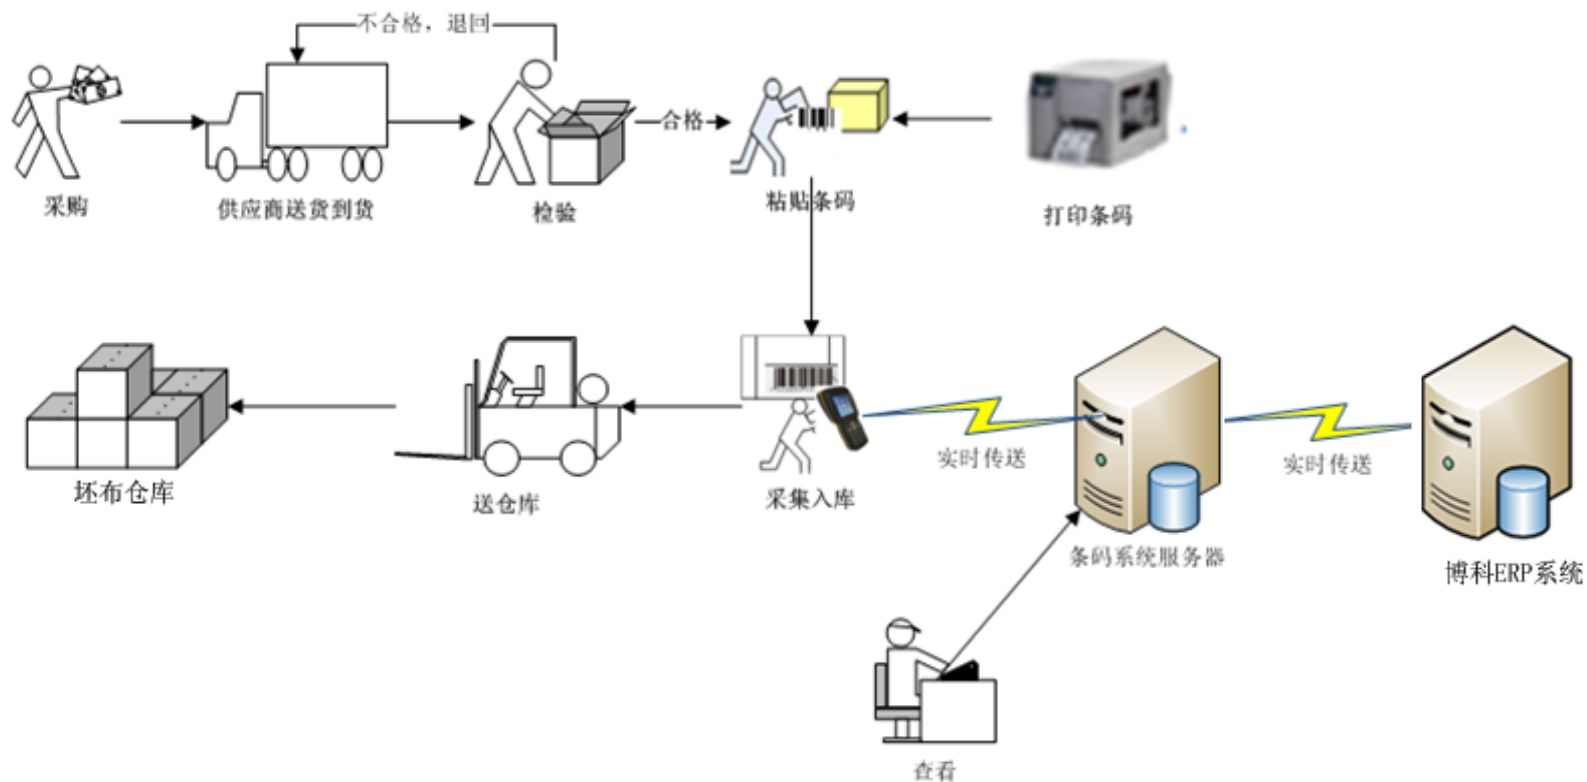 不合格，退回
合格
采购
供应商送货到货
检验
粘贴条码
打印条码
实时传送
实时传送
坯布仓库
送仓库
采集入库
条码系统服务器
博科ERP系统
查看